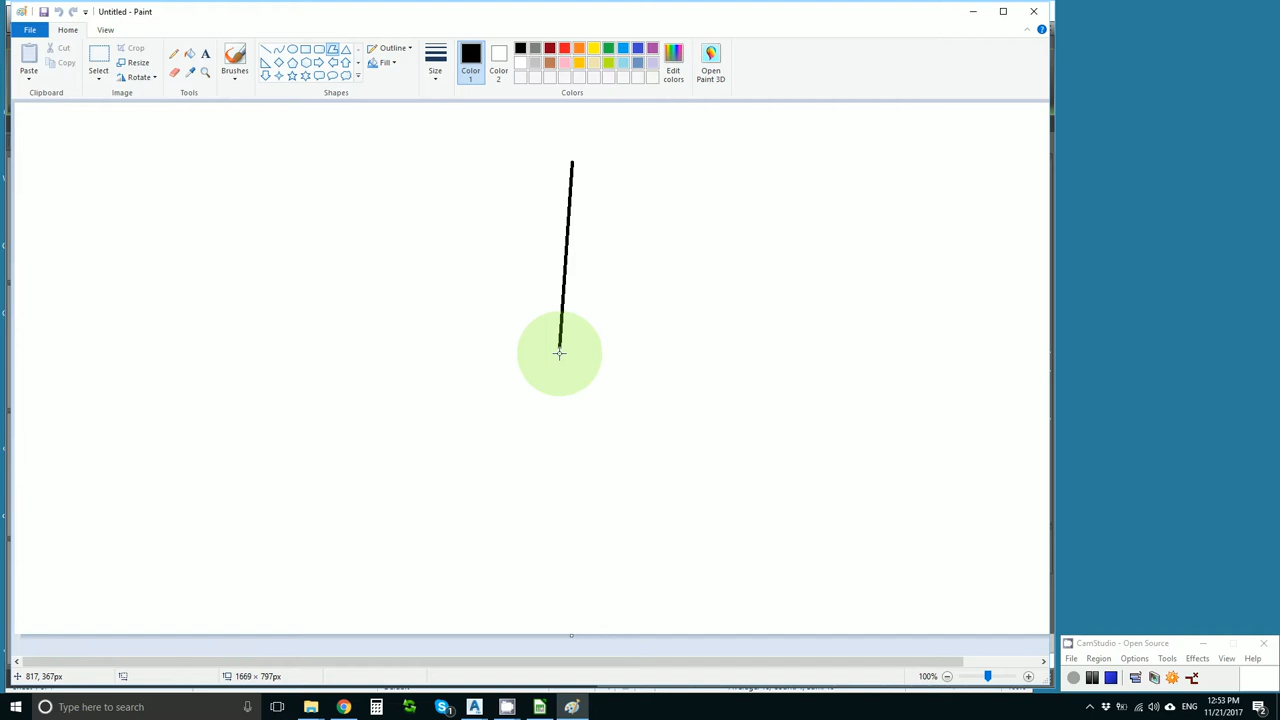 Untitled - Paint
File Home View
Cut
Copy
Paste
Clipboard
Crop
Resize
Rotate
Select
Image
Tools
Brushes
Outline
Fill
Shapes
Size
Color 1
Color 2
Edit colors
Colors
Open Paint 3D
817, 367px
1669 × 797px
100%
CamStudio - Open Source
File Region Options Tools Effects View Help
Type here to search
ENG
12:53 PM
11/21/2017